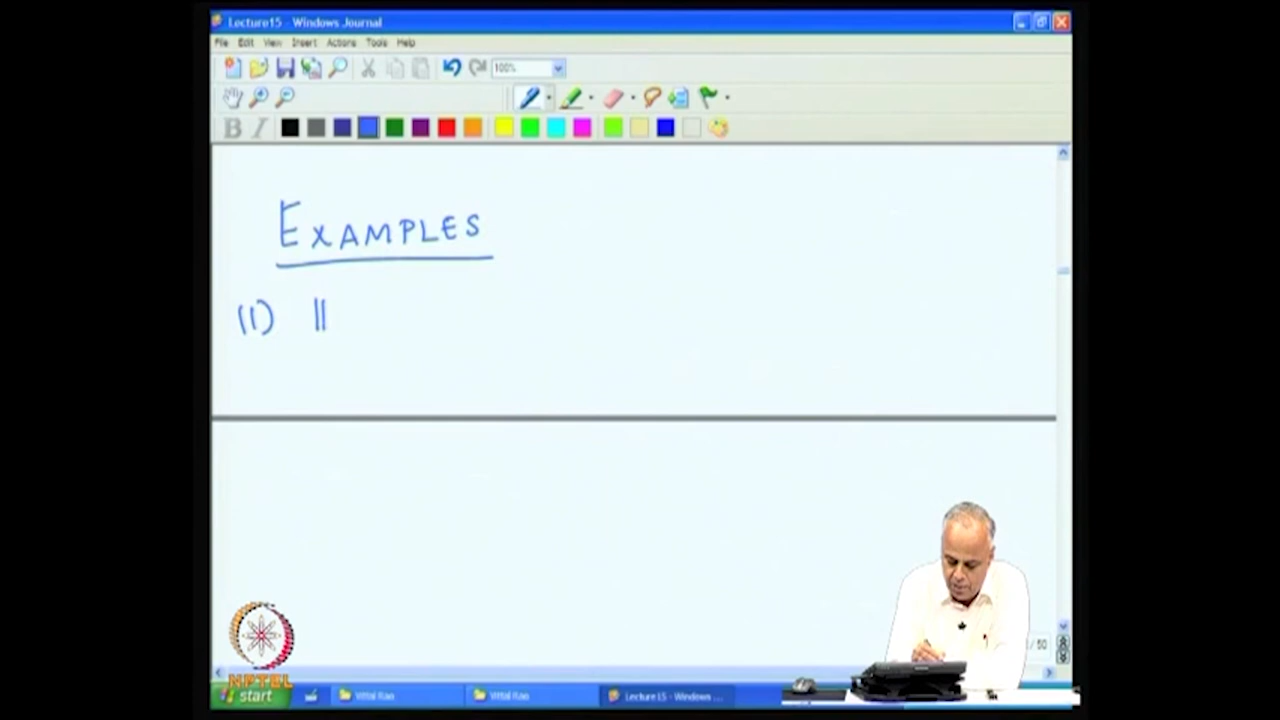 Lecture15 - Windows Journal
File Edit View Insert Actions Tools Help
100%
B I
EXAMPLES
(1) ||
/ 50
NPTEL
start Vittal Rao Vittal Rao Lecture15 - Windows ...